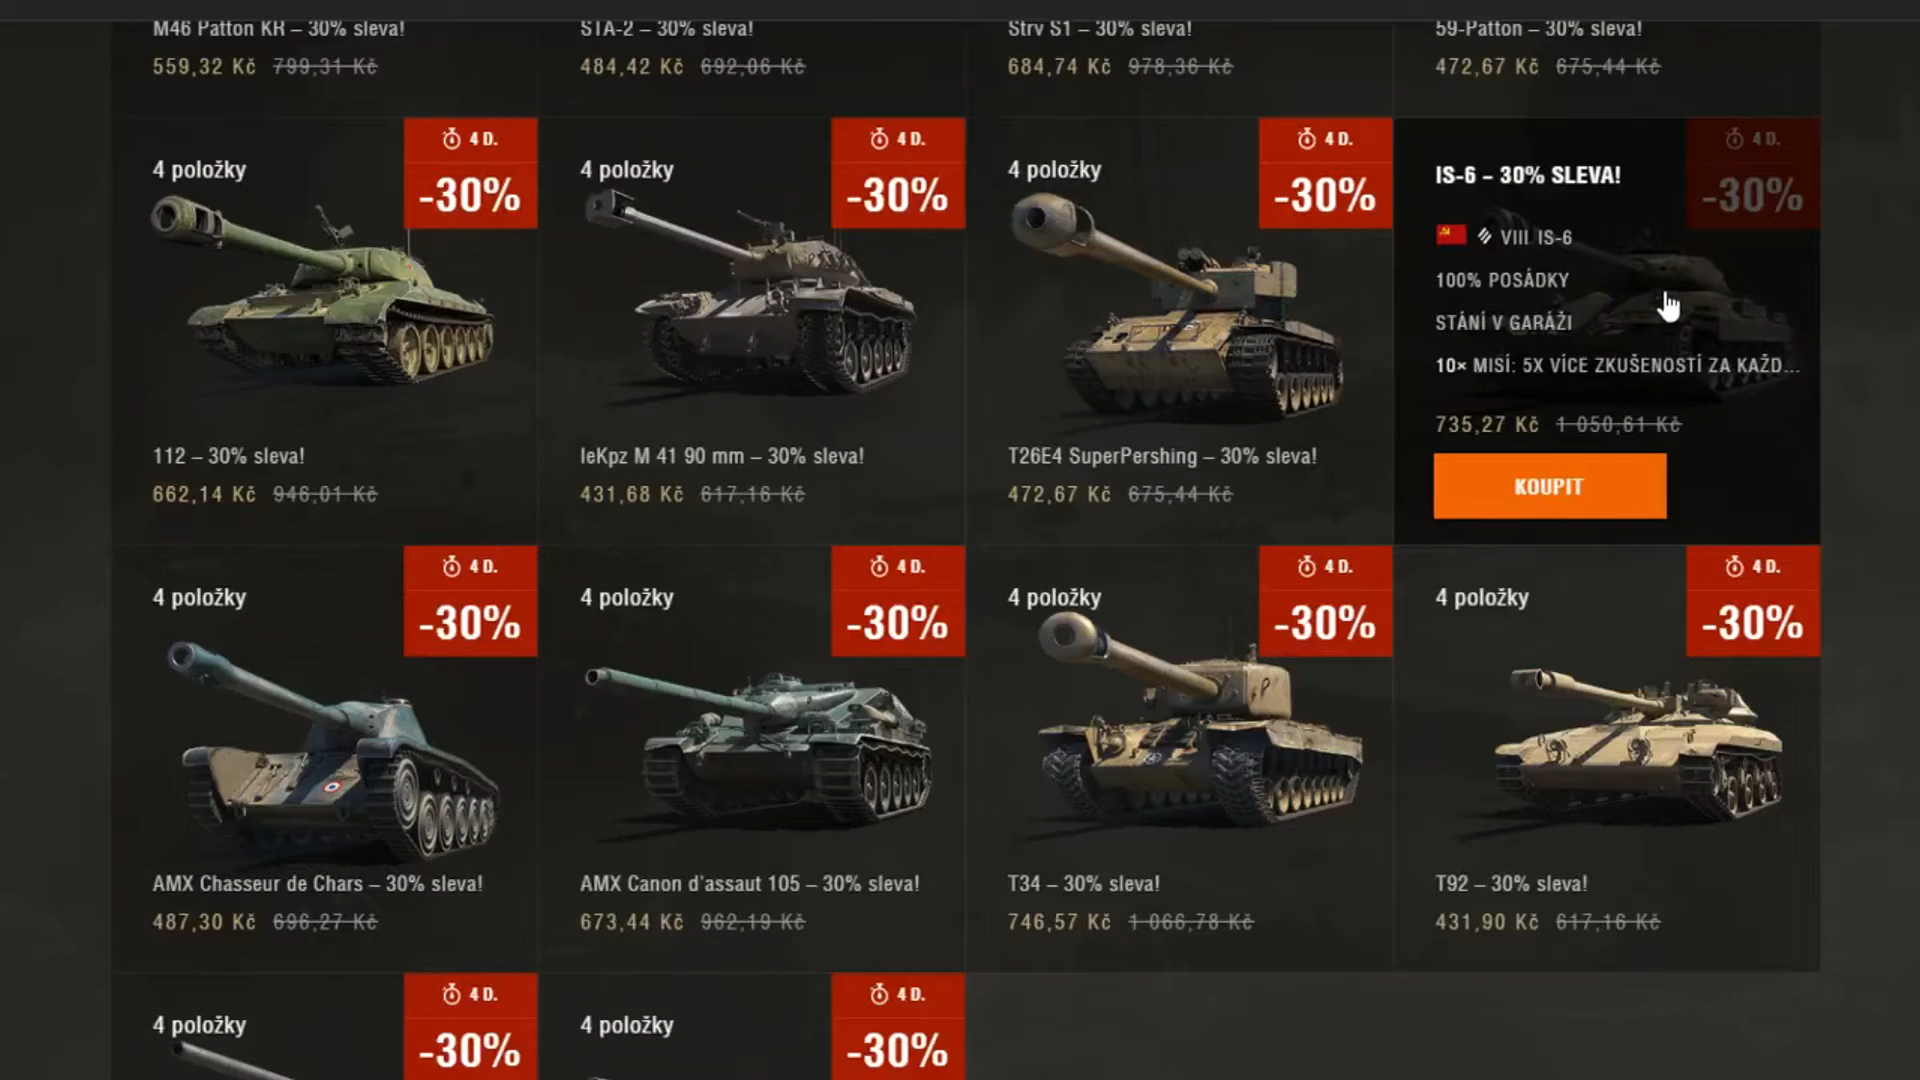 M46 Patton KR – 30% sleva!
559,32 Kč 799,31 Kč
STA-2 – 30% sleva!
484,42 Kč 692,06 Kč
Strv S1 – 30% sleva!
684,74 Kč 978,36 Kč
59-Patton – 30% sleva!
472,67 Kč 675,44 Kč
4 položky
4 D.
-30%
112 – 30% sleva!
662,14 Kč 946,01 Kč
4 položky
4 D.
-30%
leKpz M 41 90 mm – 30% sleva!
431,68 Kč 617,16 Kč
4 položky
4 D.
-30%
T26E4 SuperPershing – 30% sleva!
472,67 Kč 675,44 Kč
4 D.
-30%
IS-6 – 30% SLEVA!
VIII IS-6
100% POSÁDKY
STÁNÍ V GARÁŽI
10× MISÍ: 5X VÍCE ZKUŠENOSTÍ ZA KAŽD...
735,27 Kč 1 050,61 Kč
KOUPIT
4 položky
4 D.
-30%
AMX Chasseur de Chars – 30% sleva!
487,30 Kč 696,27 Kč
4 položky
4 D.
-30%
AMX Canon d'assaut 105 – 30% sleva!
673,44 Kč 962,19 Kč
4 položky
4 D.
-30%
T34 – 30% sleva!
746,57 Kč 1 066,78 Kč
4 položky
4 D.
-30%
T92 – 30% sleva!
431,90 Kč 617,16 Kč
4 položky
4 D.
-30%
4 položky
4 D.
-30%